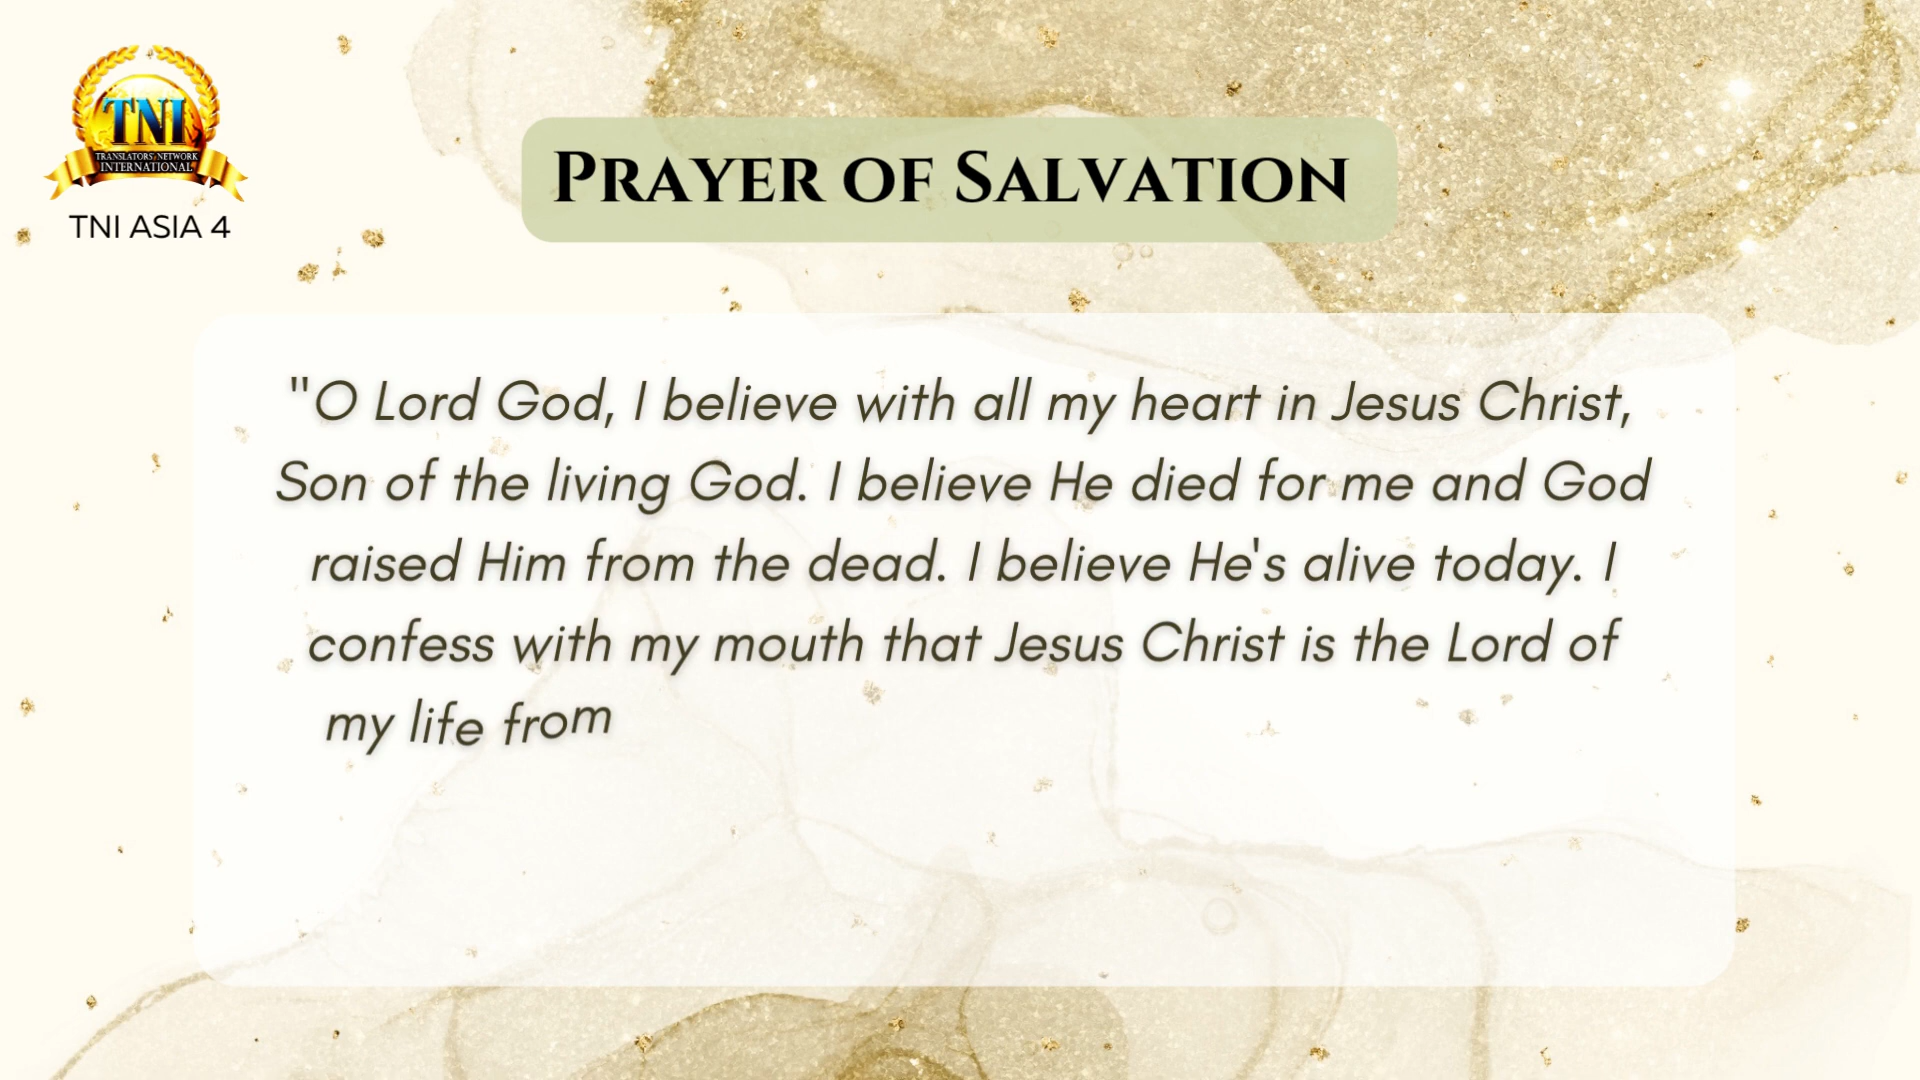 TNI
TRANSLATORS' NETWORK
INTERNATIONAL
TNI ASIA 4
PRAYER OF SALVATION
"O Lord God, I believe with all my heart in Jesus Christ,
Son of the living God. I believe He died for me and God
raised Him from the dead. I believe He's alive today. I
confess with my mouth that Jesus Christ is the Lord of
my life from